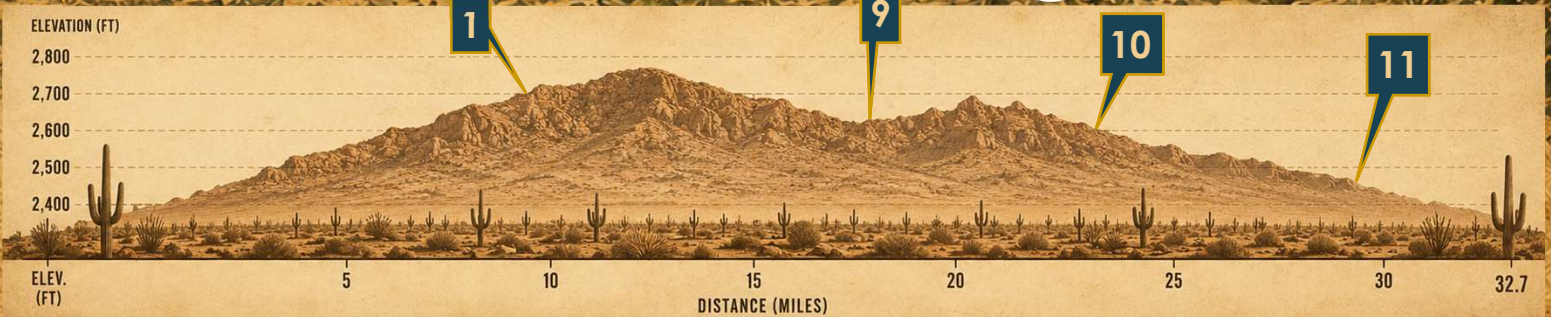 ELEVATION (FT)
1
9
10
11
2,800
2,700
2,600
2,500
2,400
ELEV.
(FT)
5 10 15 20 25 30 32.7
DISTANCE (MILES)